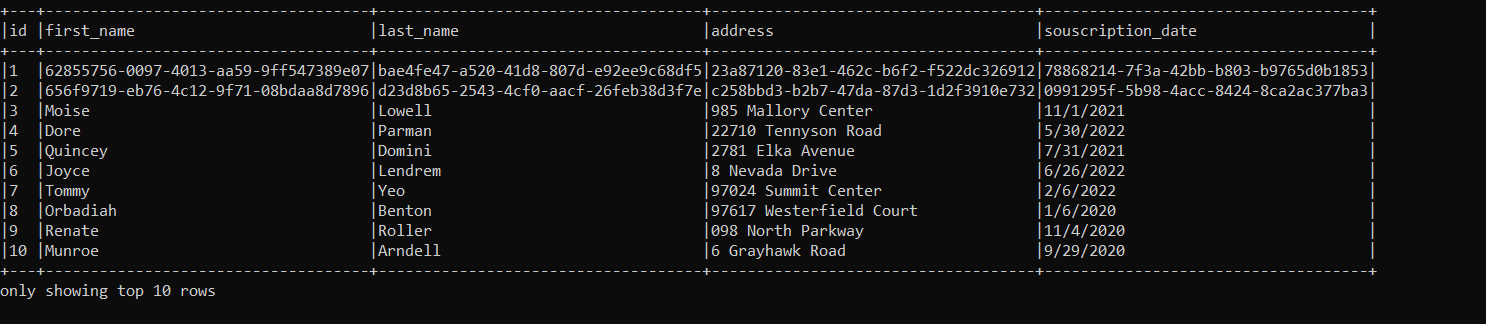 +---+------------------------------------+------------------------------------+------------------------------------+------------------------------------+
|id |first_name                          |last_name                           |address                             |souscription_date                   |
+---+------------------------------------+------------------------------------+------------------------------------+------------------------------------+
|1  |62855756-0097-4013-aa59-9ff547389e07|bae4fe47-a520-41d8-807d-e92ee9c68df5|23a87120-83e1-462c-b6f2-f522dc326912|78868214-7f3a-42bb-b803-b9765d0b1853|
|2  |656f9719-eb76-4c12-9f71-08bdaa8d7896|d23d8b65-2543-4cf0-aacf-26feb38d3f7e|c258bbd3-b2b7-47da-87d3-1d2f3910e732|0991295f-5b98-4acc-8424-8ca2ac377ba3|
|3  |Moise                               |Lowell                              |985 Mallory Center                  |11/1/2021                           |
|4  |Dore                                |Parman                              |22710 Tennyson Road                 |5/30/2022                           |
|5  |Quincey                             |Domini                              |2781 Elka Avenue                    |7/31/2021                           |
|6  |Joyce                               |Lendrem                             |8 Nevada Drive                      |6/26/2022                           |
|7  |Tommy                               |Yeo                                 |97024 Summit Center                 |2/6/2022                            |
|8  |Orbadiah                            |Benton                              |97617 Westerfield Court             |1/6/2020                            |
|9  |Renate                              |Roller                              |098 North Parkway                   |11/4/2020                           |
|10 |Munroe                              |Arndell                             |6 Grayhawk Road                     |9/29/2020                           |
+---+------------------------------------+------------------------------------+------------------------------------+------------------------------------+
only showing top 10 rows